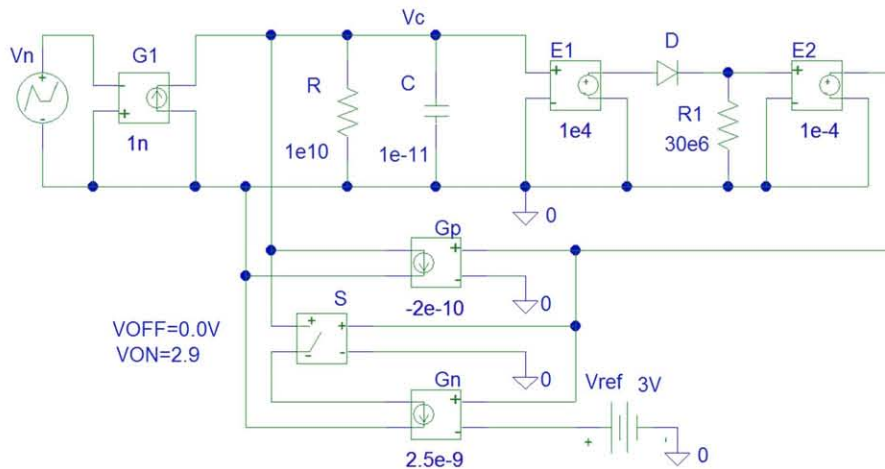 Vc
Vn
G1
1n
R
1e10
C
1e-11
E1
1e4
D
R1
30e6
E2
1e-4
0
Gp
-2e-10
0
S
VOFF=0.0V
VON=2.9
0
Gn
2.5e-9
Vref 3V
0